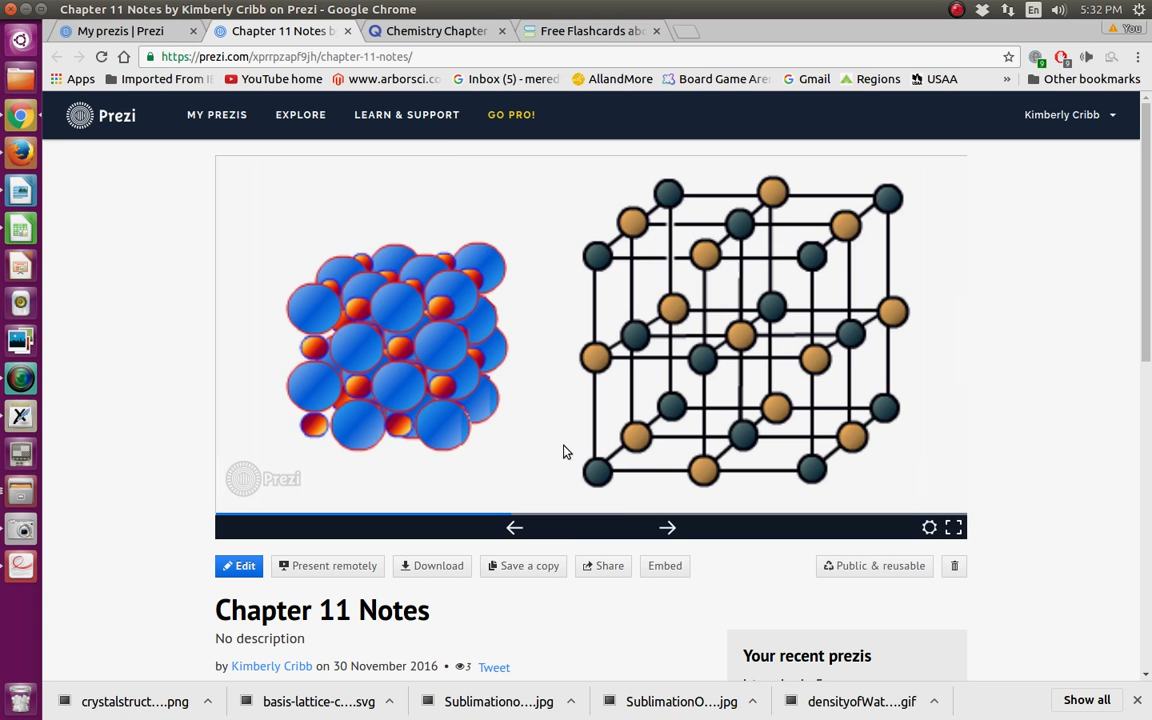 Chapter 11 Notes by Kimberly Cribb on Prezi - Google Chrome
En
5:32 PM
My prezis | Prezi
Chapter 11 Notes b
Chemistry Chapter
Free Flashcards abo
You
https://prezi.com/xprrpzapf9jh/chapter-11-notes/
9
9
Apps
Imported From I
YouTube home
www.arborsci.co
Inbox (5) - mered
AllandMore
Board Game Are
Gmail
Regions
USAA
»
Other bookmarks
Prezi
MY PREZIS
EXPLORE
LEARN & SUPPORT
GO PRO!
Kimberly Cribb
Prezi
Edit
Present remotely
Download
Save a copy
Share
Embed
Public & reusable
Chapter 11 Notes
No description
by Kimberly Cribb on 30 November 2016 • 3 Tweet
Your recent prezis
crystalstruct....png
basis-lattice-c....svg
Sublimationo....jpg
SublimationO....jpg
densityofWat....gif
Show all